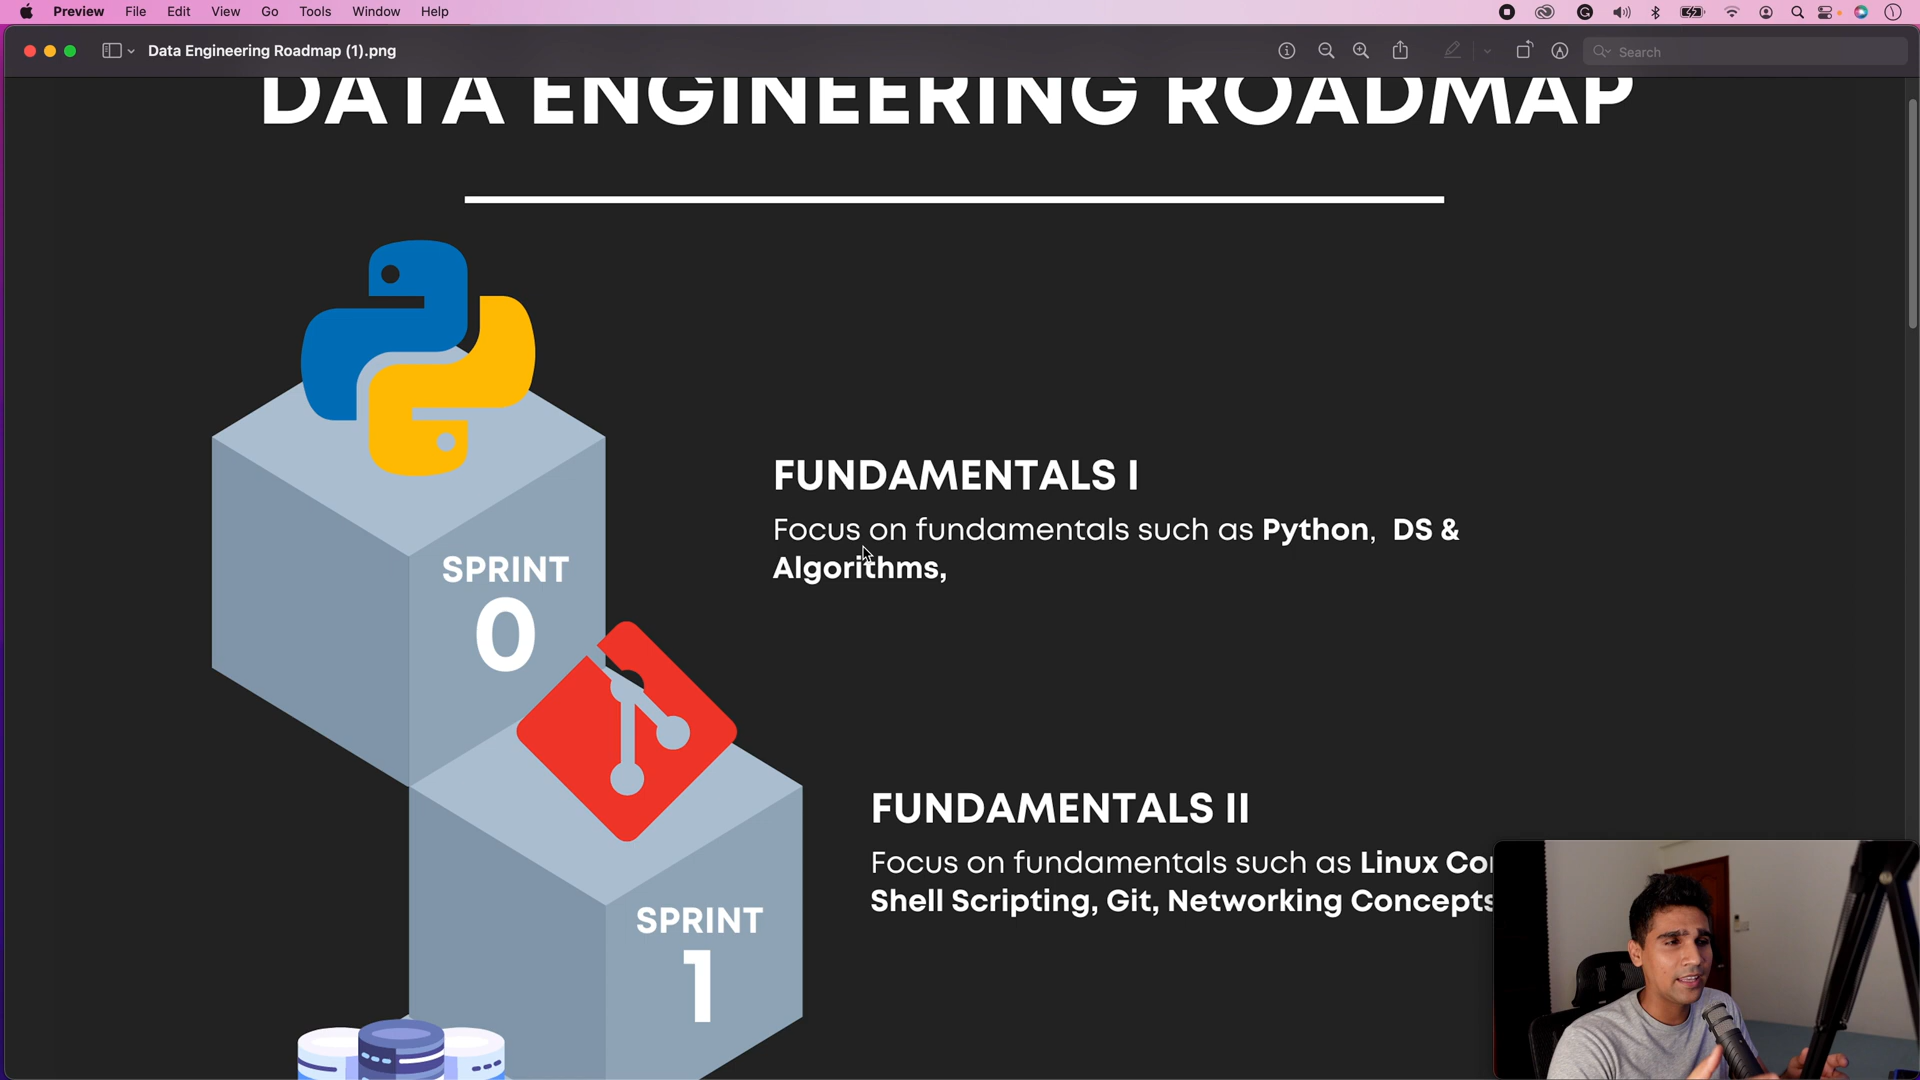 Preview File Edit View Go Tools Window Help
Data Engineering Roadmap (1).png
Search
DATA ENGINEERING ROADMAP
FUNDAMENTALS I
Focus on fundamentals such as Python, DS &
Algorithms,
SPRINT
0
FUNDAMENTALS II
Focus on fundamentals such as Linux
Shell Scripting, Git, Networking Concepts
SPRINT
1